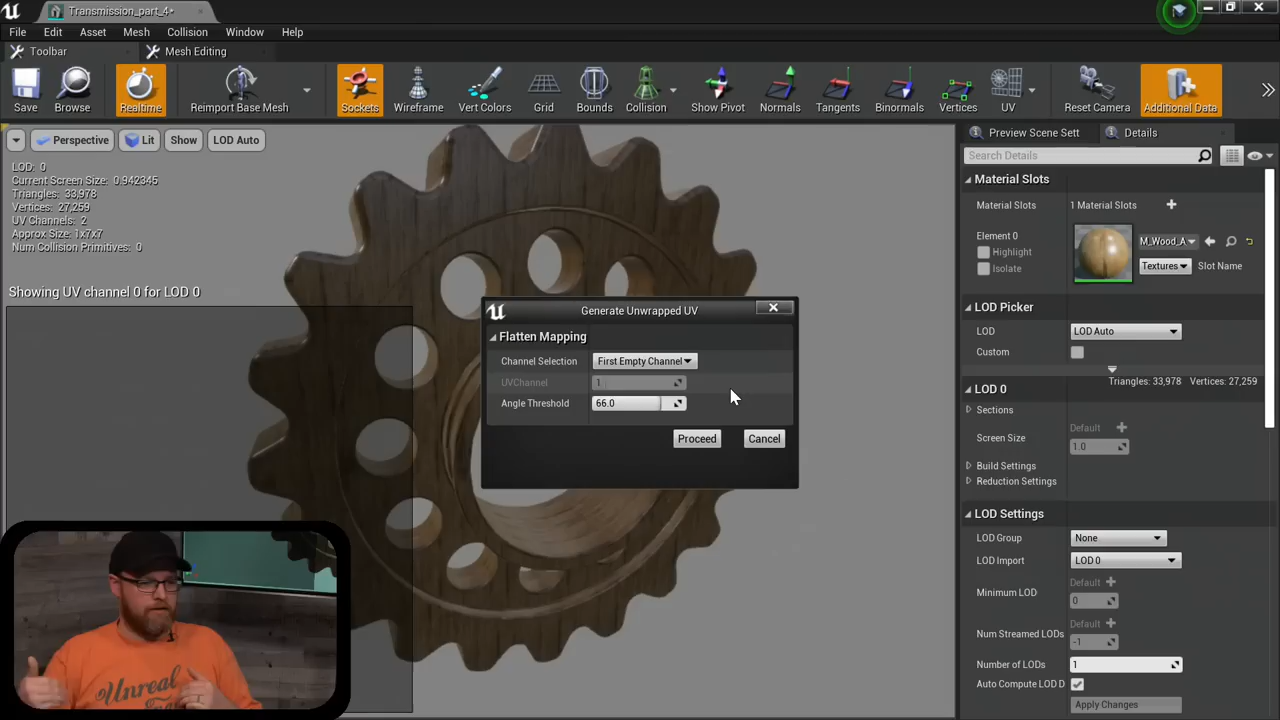 Transmission_part_4*
File Edit Asset Mesh Collision Window Help
Toolbar Mesh Editing
Save Browse Realtime Reimport Base Mesh Sockets Wireframe Vert Colors Grid Bounds Collision Show Pivot Normals Tangents Binormals Vertices UV Reset Camera Additional Data
Perspective Lit Show LOD Auto
LOD: 0
Current Screen Size: 0.942345
Triangles: 33,978
Vertices: 27,259
UV Channels: 2
Approx Size: 1x7x7
Num Collision Primitives: 0
Showing UV channel 0 for LOD 0
Generate Unwrapped UV
Flatten Mapping
Channel Selection First Empty Channel
UVChannel 1
Angle Threshold 66.0
Proceed Cancel
Preview Scene Sett Details
Search Details
Material Slots
Material Slots 1 Material Slots
Element 0
Highlight
Isolate
M_Wood_A
Textures Slot Name
LOD Picker
LOD LOD Auto
Custom
Triangles: 33,978 Vertices: 27,259
LOD 0
Sections
Default
Screen Size 1.0
Build Settings
Reduction Settings
LOD Settings
LOD Group None
LOD Import LOD 0
Default
Minimum LOD 0
Default
Num Streamed LODs -1
Number of LODs 1
Auto Compute LOD D
Apply Changes
Unreal